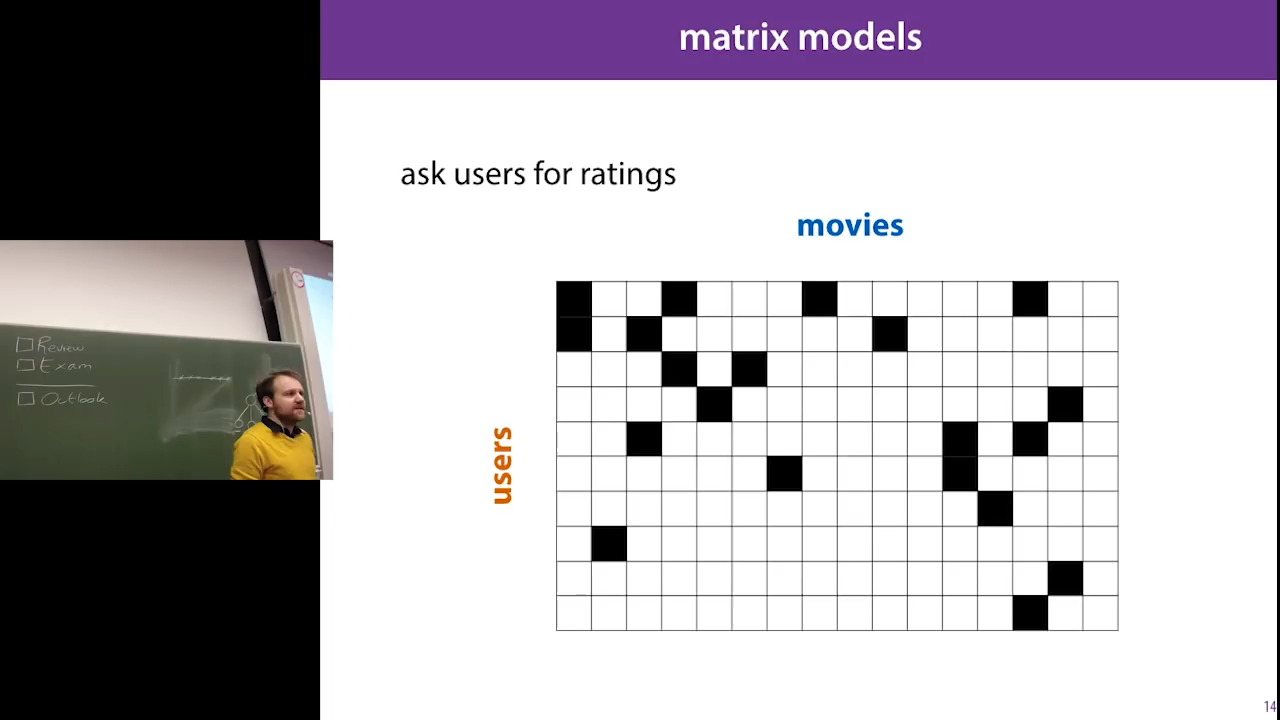 matrix models
ask users for ratings
movies
users
Review
Exam
Outlook
14